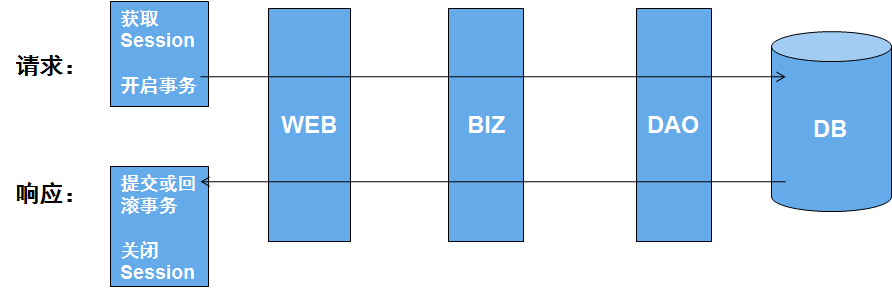 请求：
获取
Session
开启事务
WEB
BIZ
DAO
DB
响应：
提交或回
滚事务
关闭
Session